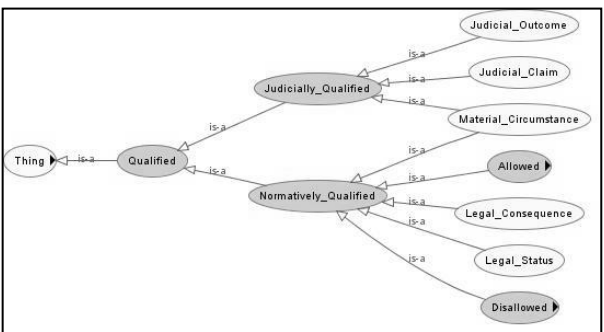 Judicial_Outcome
is-a
Judicial_Claim
is-a
Judicially_Qualified
is-a
Material_Circumstance
is-a
is-a
Thing
is-a
Qualified
is-a
Allowed
is-a
Normatively_Qualified
is-a
Legal_Consequence
is-a
Legal_Status
is-a
Disallowed